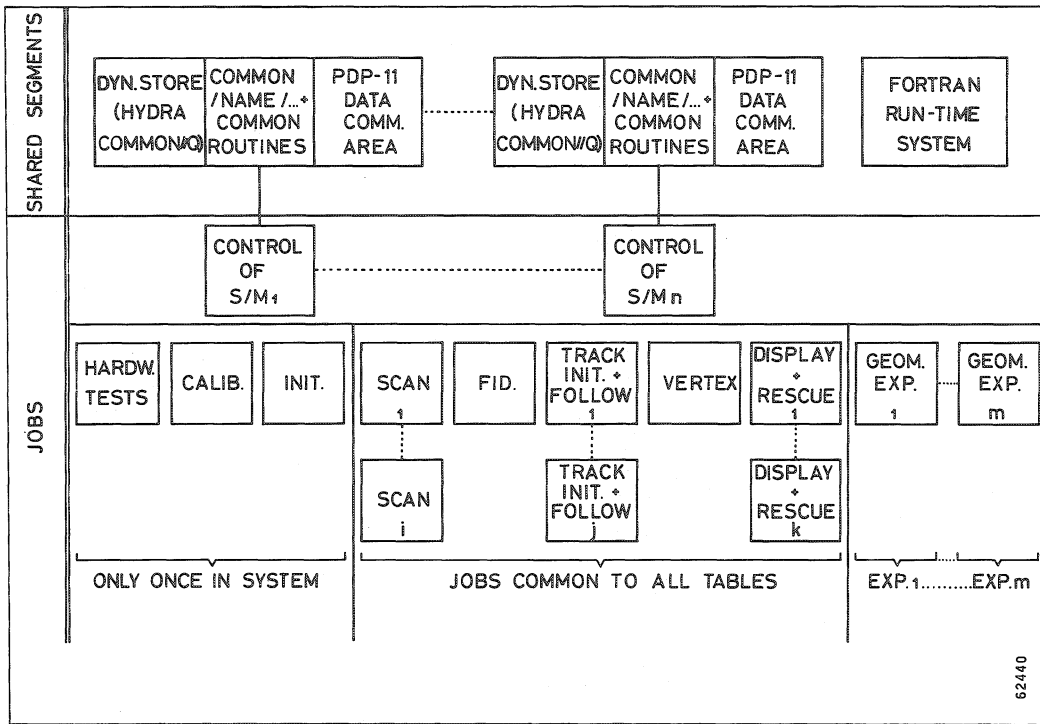 SHARED SEGMENTS
DYN.STORE
(HYDRA
COMMON//Q)
COMMON
/NAME/...+
COMMON
ROUTINES
PDP-11
DATA
COMM.
AREA
DYN.STORE
(HYDRA
COMMON//Q)
COMMON
/NAME/...+
COMMON
ROUTINES
PDP-11
DATA
COMM.
AREA
FORTRAN
RUN-TIME
SYSTEM
JOBS
CONTROL
OF
S/M1
CONTROL
OF
S/Mn
HARDW.
TESTS
CALIB.
INIT.
SCAN
1
FID.
TRACK
INIT. +
FOLLOW
1
VERTEX
DISPLAY
+
RESCUE
1
GEOM.
EXP.
1
GEOM.
EXP.
m
SCAN
i
TRACK
INIT. +
FOLLOW
j
DISPLAY
+
RESCUE
k
ONLY ONCE IN SYSTEM
JOBS COMMON TO ALL TABLES
EXP.1..........EXP.m
62440